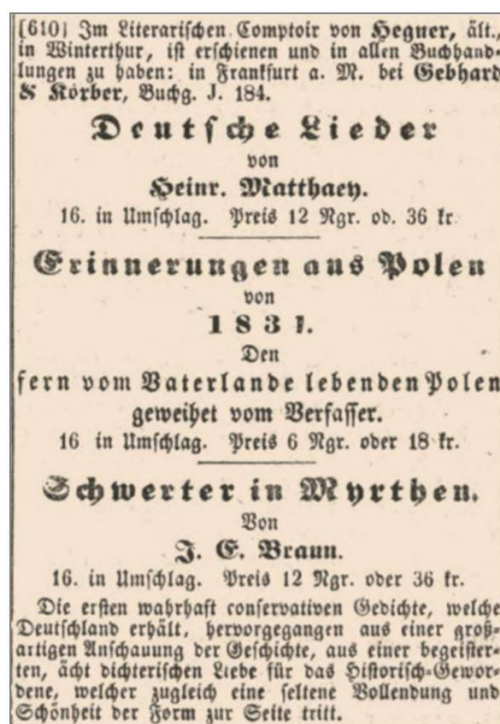 [610] Im Literarischen Comptoir von Hegner, ält.,
in Winterthur, ist erschienen und in allen Buchhand-
lungen zu haben: in Frankfurt a. M. bei Gebhard
& Körber, Buchg. J. 184.
Deutsche Lieder
von
Heinr. Matthaey.
16. in Umschlag. Preis 12 Ngr. od. 36 kr.
Erinnerungen aus Polen
von
1831.
Den
fern vom Vaterlande lebenden Polen
geweihet vom Verfasser.
16 in Umschlag. Preis 6 Ngr. oder 18 kr.
Schwerter in Myrthen.
Von
J. E. Braun.
16. in Umschlag. Preis 12 Ngr. oder 36 kr.
Die ersten wahrhaft conservativen Gedichte, welche
Deutschland erhält, hervorgegangen aus einer groß-
artigen Anschauung der Geschichte, aus einer begeister-
ten, ächt dichterischen Liebe für das Historisch-Gewor-
dene, welcher zugleich eine seltene Vollendung und
Schönheit der Form zur Seite tritt.